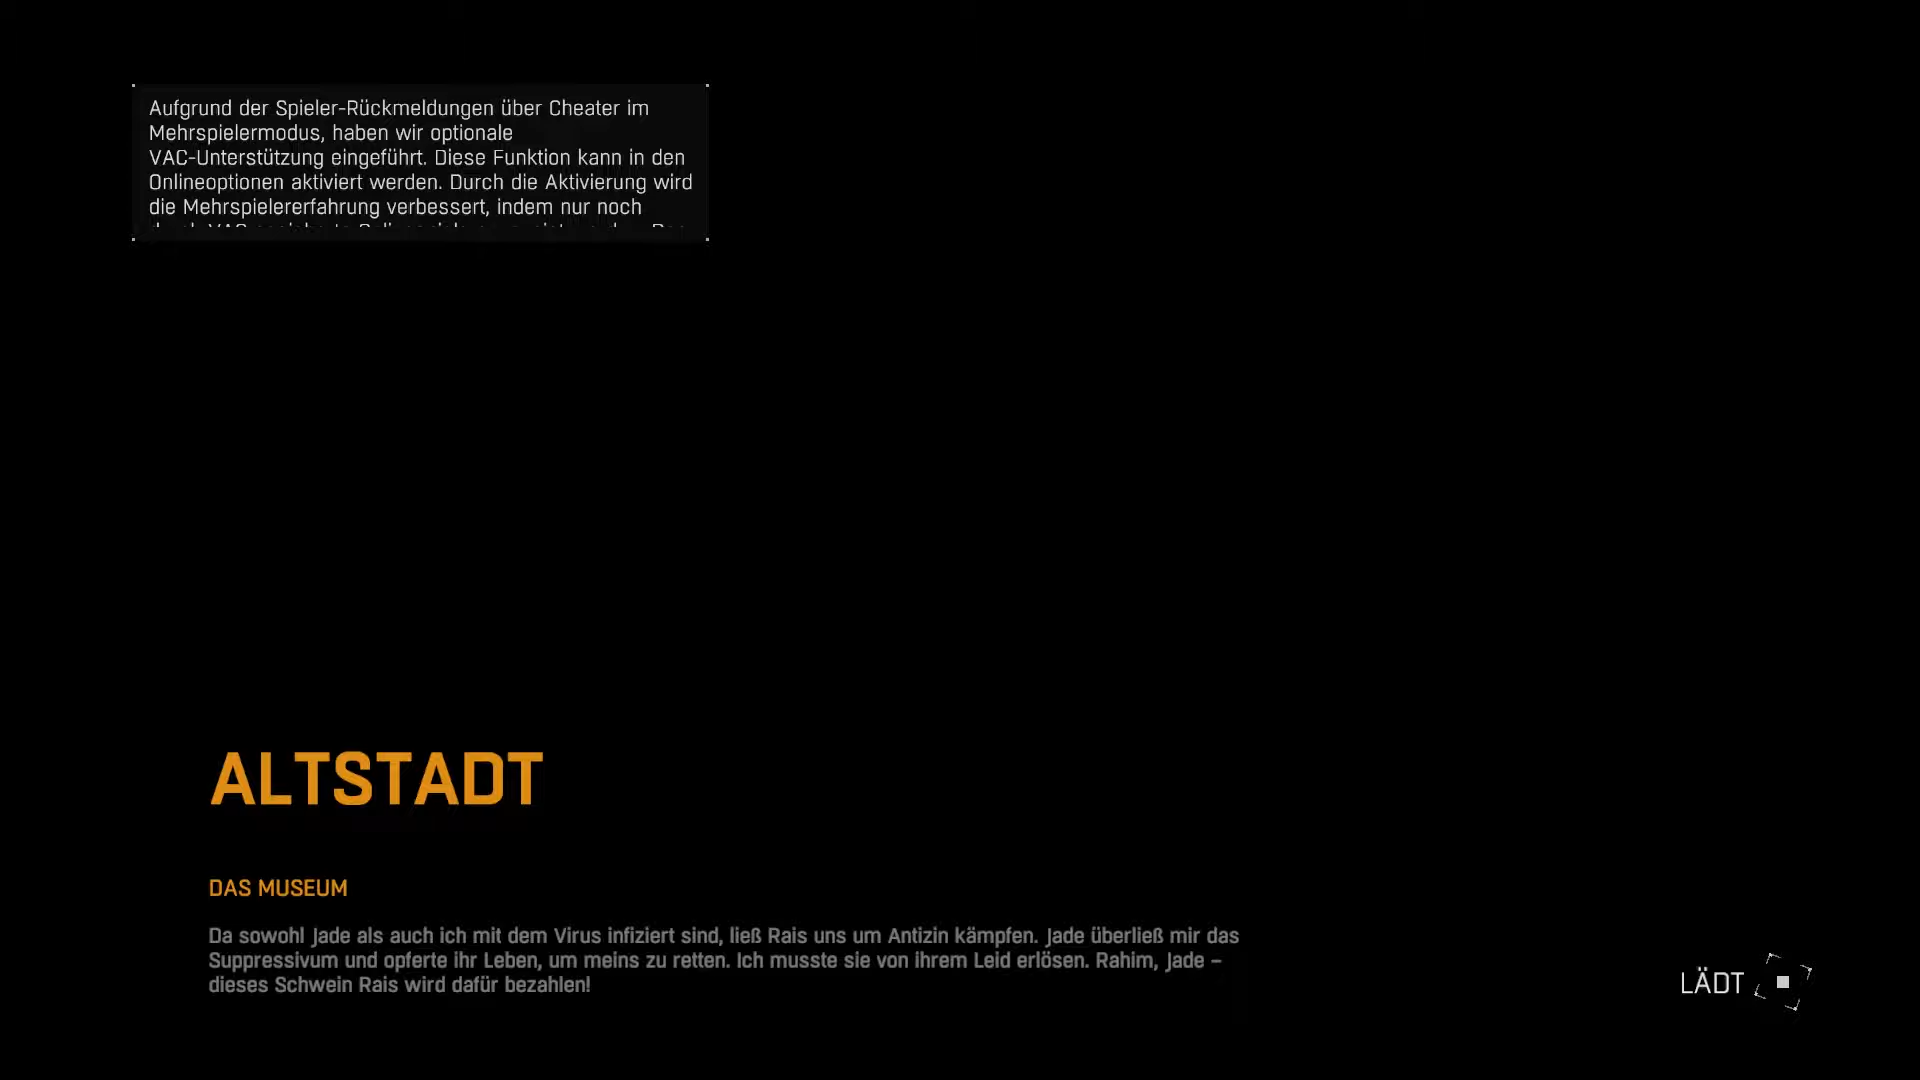 Aufgrund der Spieler-Rückmeldungen über Cheater im
Mehrspielermodus, haben wir optionale
VAC-Unterstützung eingeführt. Diese Funktion kann in den
Onlineoptionen aktiviert werden. Durch die Aktivierung wird
die Mehrspielererfahrung verbessert, indem nur noch
ALTSTADT
DAS MUSEUM
Da sowohl Jade als auch ich mit dem Virus infiziert sind, ließ Rais uns um Antizin kämpfen. Jade überließ mir das
Suppressivum und opferte ihr Leben, um meins zu retten. Ich musste sie von ihrem Leid erlösen. Rahim, Jade –
dieses Schwein Rais wird dafür bezahlen!
LÄDT